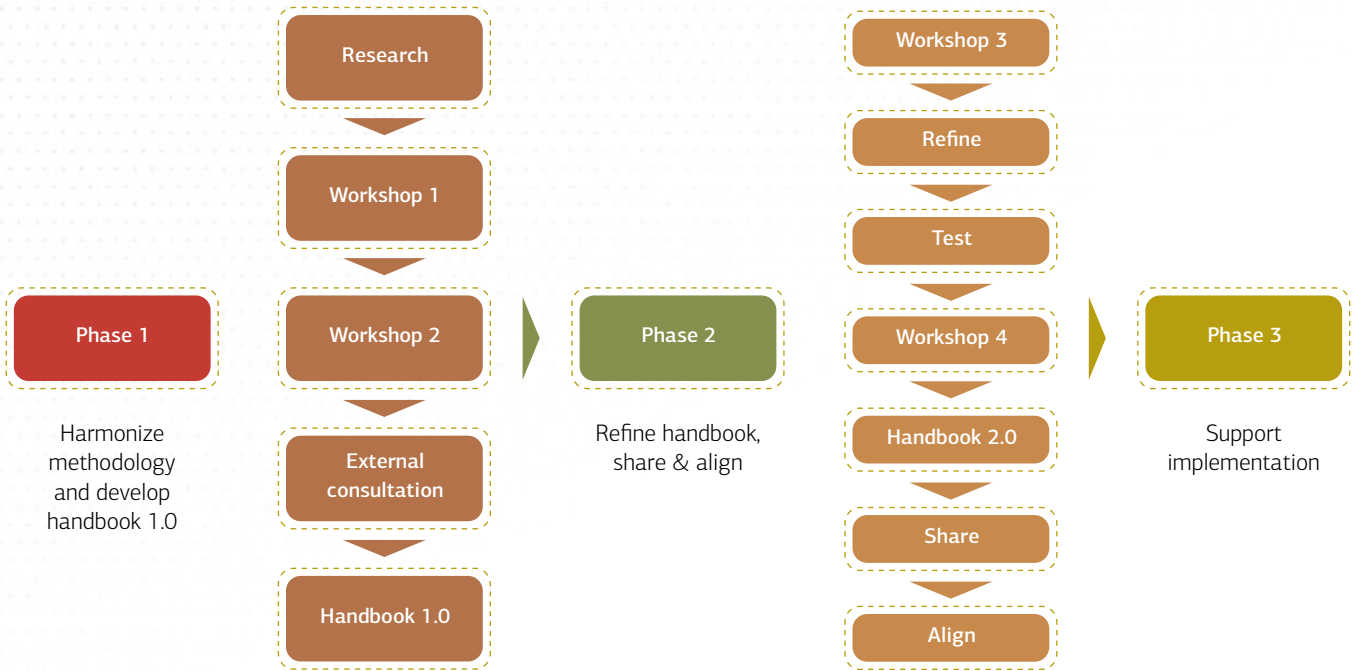 Phase 1
Harmonize
methodology
and develop
handbook 1.0
Research
Workshop 1
Workshop 2
External
consultation
Handbook 1.0
Phase 2
Refine handbook,
share & align
Workshop 3
Refine
Test
Workshop 4
Handbook 2.0
Share
Align
Phase 3
Support
implementation